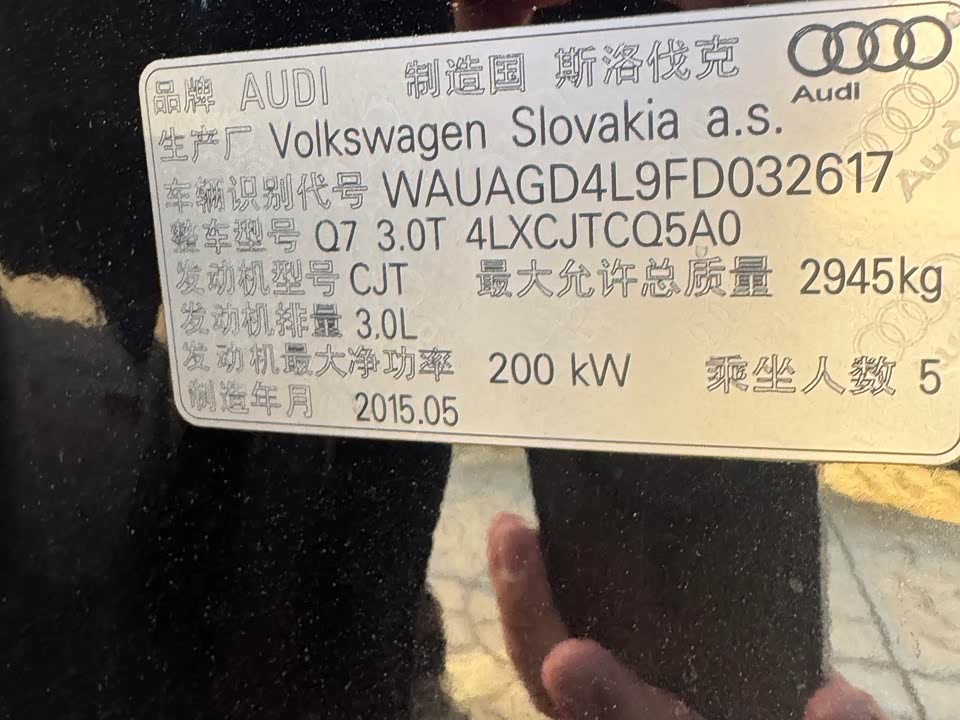 品牌 AUDI 制造国 斯洛伐克
Audi
生产厂 Volkswagen Slovakia a.s.
车辆识别代号 WAUAGD4L9FD032617
整车型号 Q7 3.0T 4LXCJTCQ5A0
发动机型号 CJT 最大允许总质量 2945kg
发动机排量 3,0L
发动机最大净功率 200 kW 乘坐人数 5
制造年月 2015.05
Audi